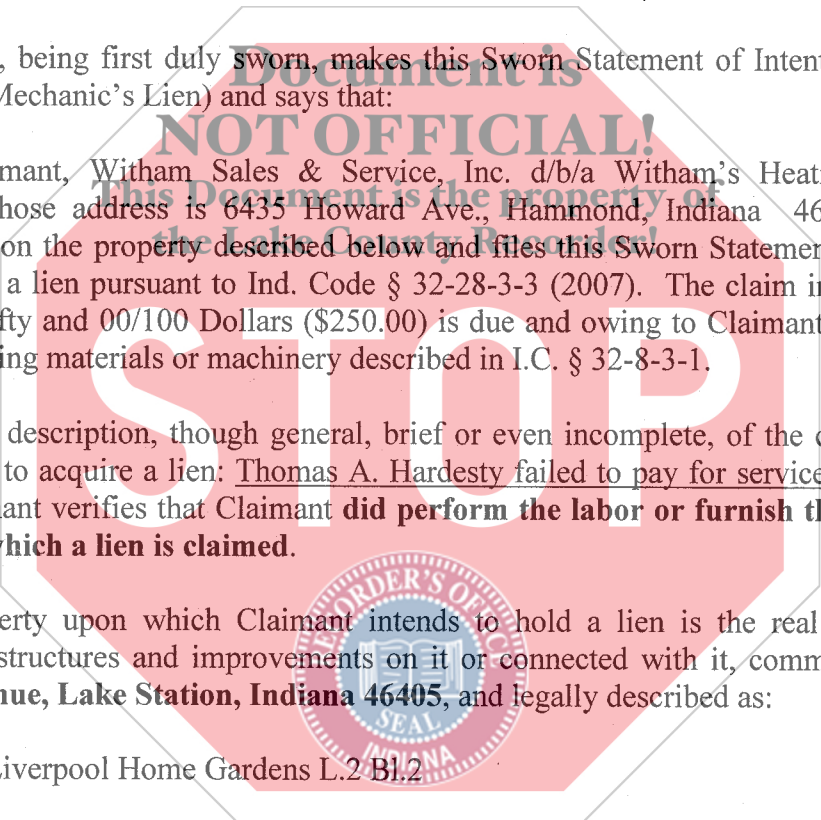 , being first duly sworn, makes this Sworn Statement of Intent
Mechanic's Lien) and says that:
Document is
NOT OFFICIAL!
This Document is the property of
the Lake County Recorder!
mant, Witham Sales & Service, Inc. d/b/a Witham's Heati
hose address is 6435 Howard Ave., Hammond, Indiana 46
on the property described below and files this Sworn Statemen
a lien pursuant to Ind. Code § 32-28-3-3 (2007). The claim in
fty and 00/100 Dollars ($250.00) is due and owing to Claimant
ing materials or machinery described in I.C. § 32-8-3-1.
STOP
description, though general, brief or even incomplete, of the c
to acquire a lien: Thomas A. Hardesty failed to pay for service
ant verifies that Claimant did perform the labor or furnish th
which a lien is claimed.
erty upon which Claimant intends to hold a lien is the real
structures and improvements on it or connected with it, comm
nue, Lake Station, Indiana 46405, and legally described as:
Liverpool Home Gardens L.2 Bl.2
RECORDER'S OFFICE
SEAL
INDIANA